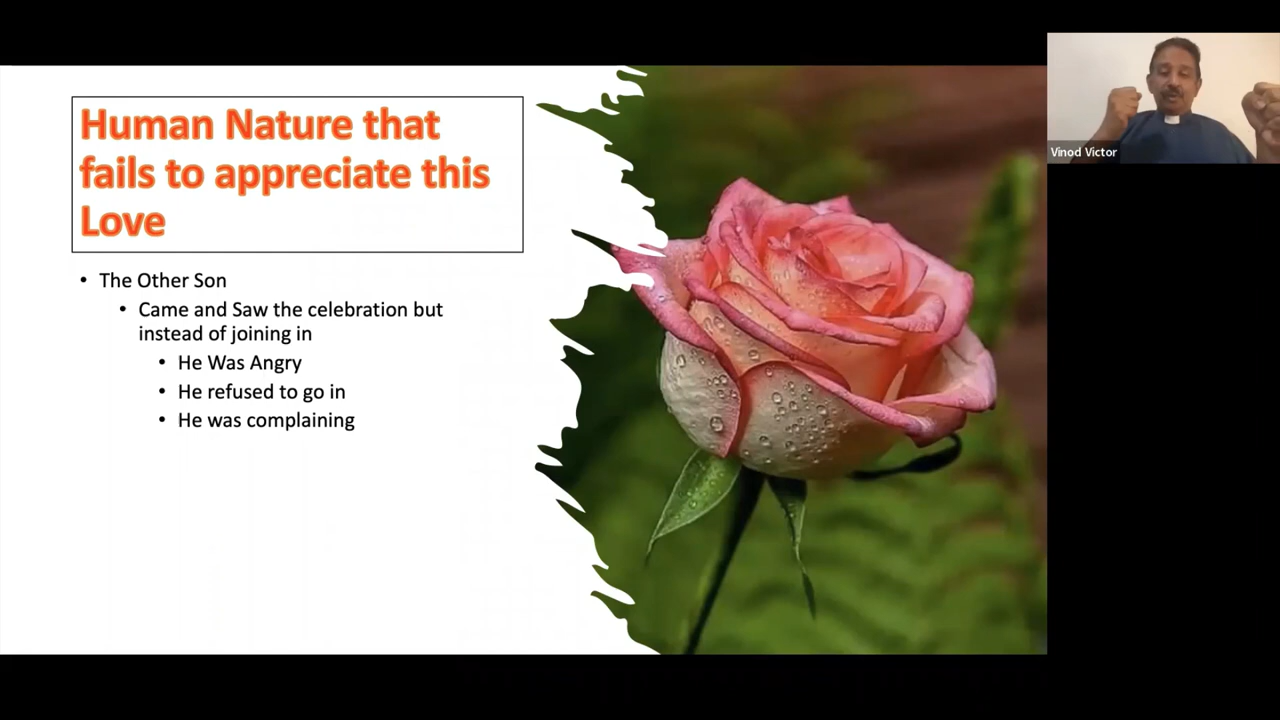 Human Nature that
fails to appreciate this
Love
• The Other Son
• Came and Saw the celebration but
instead of joining in
• He Was Angry
• He refused to go in
• He was complaining
Vinod Victor